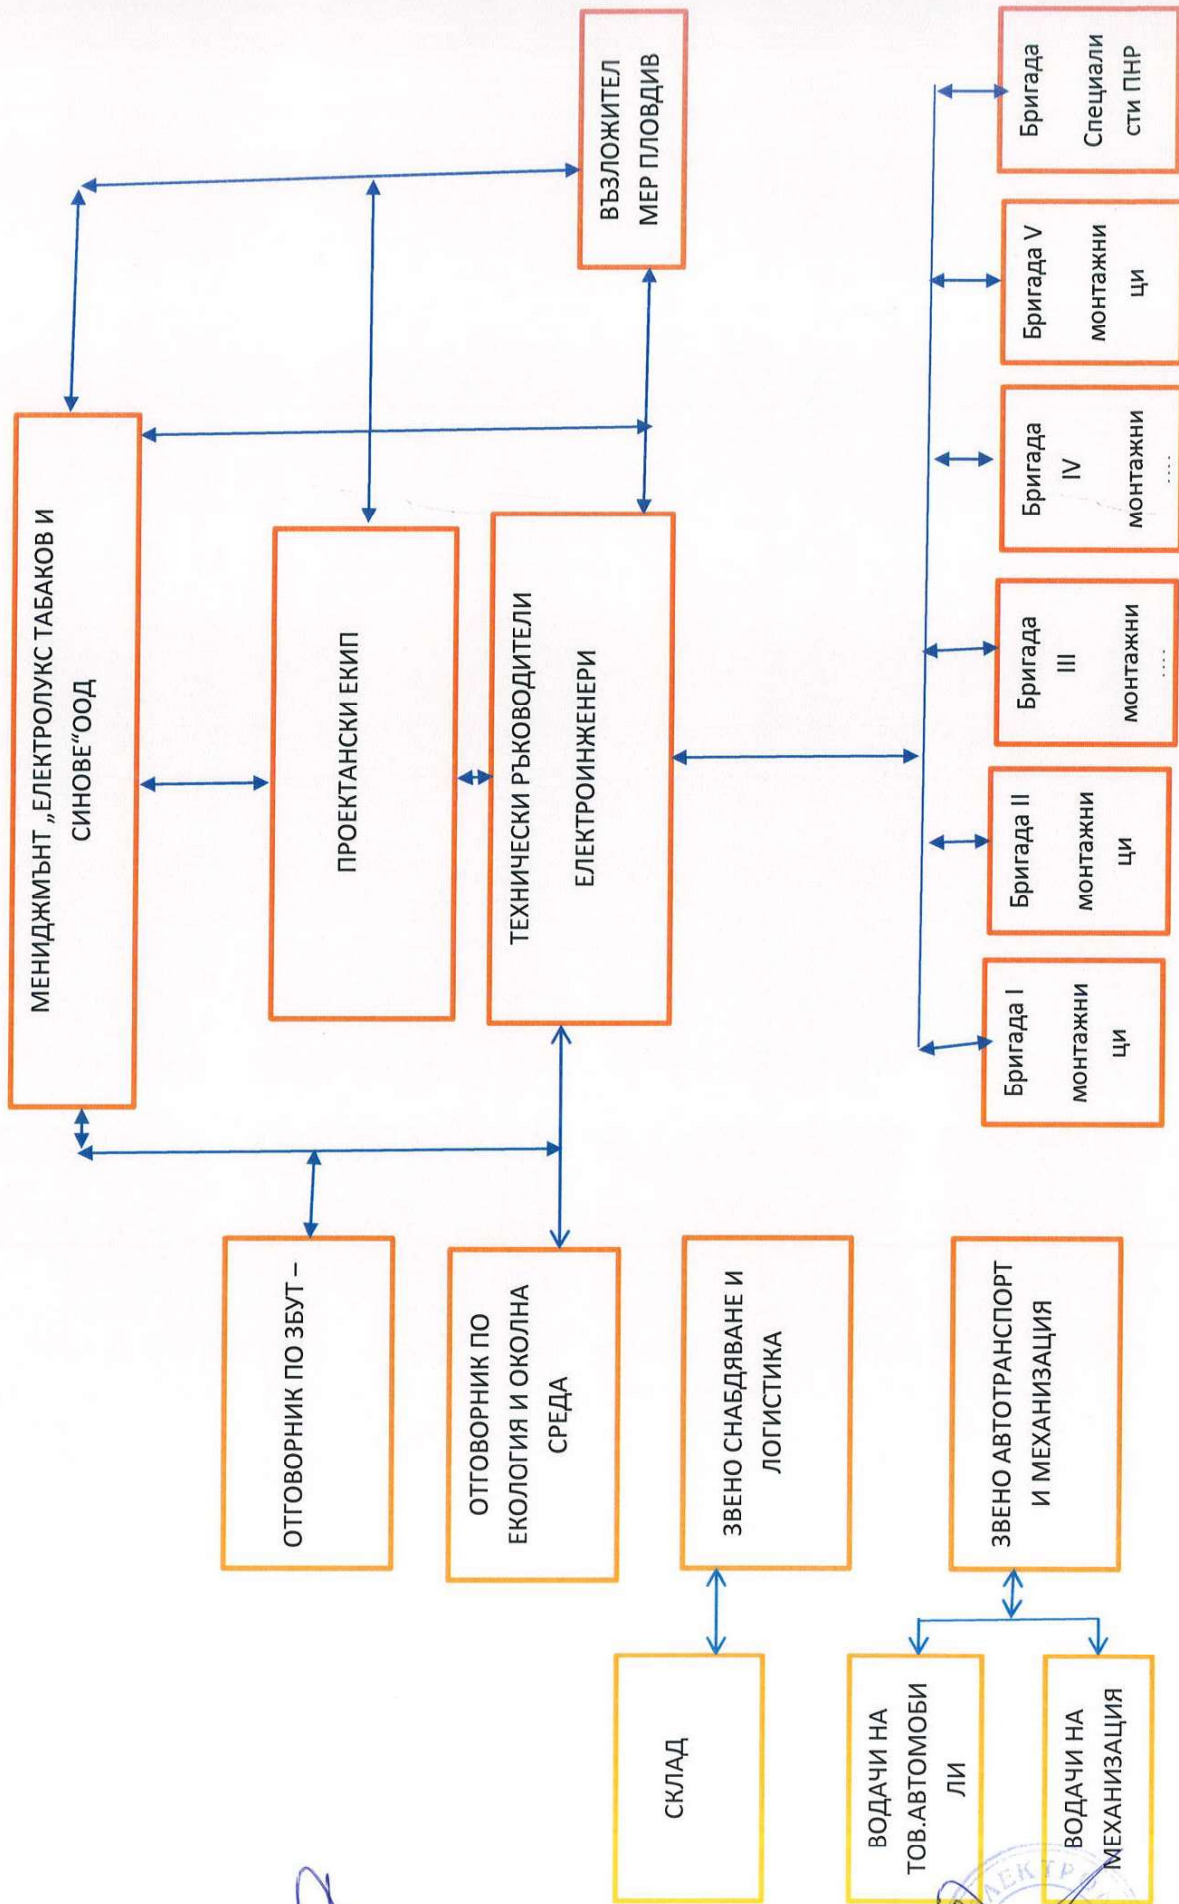 МЕНИДЖМЪНТ „ЕЛЕКТРОЛУКС ТАБАКОВ И
СИНОВЕ“ООД
ПРОЕКТАНСКИ ЕКИП
ТЕХНИЧЕСКИ РЪКОВОДИТЕЛИ
ЕЛЕКТРОИНЖЕНЕРИ
ВЪЗЛОЖИТЕЛ
МЕР ПЛОВДИВ
ОТГОВОРНИК ПО ЗБУТ –
ОТГОВОРНИК ПО
ЕКОЛОГИЯ И ОКОЛНА
СРЕДА
ЗВЕНО СНАБДЯВАНЕ И
ЛОГИСТИКА
ЗВЕНО АВТОТРАНСПОРТ
И МЕХАНИЗАЦИЯ
СКЛАД
ВОДАЧИ НА
ТОВ.АВТОМОБИ
ЛИ
ВОДАЧИ НА
МЕХАНИЗАЦИЯ
Бригада I
монтажни
ци
Бригада II
монтажни
ци
Бригада
III
монтажни
....
Бригада
IV
монтажни
....
Бригада V
монтажни
ци
Бригада
Специали
сти ПНР